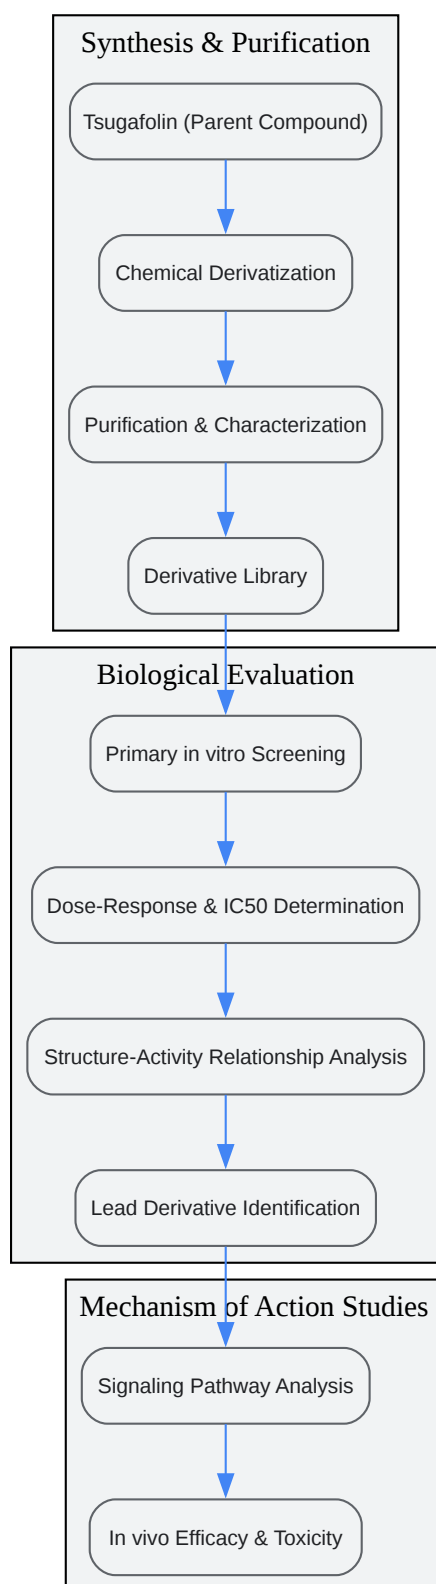 Synthesis & Purification
Tsugafolin (Parent Compound)
Chemical Derivatization
Purification & Characterization
Derivative Library
Biological Evaluation
Primary in vitro Screening
Dose-Response & IC50 Determination
Structure-Activity Relationship Analysis
Lead Derivative Identification
Mechanism of Action Studies
Signaling Pathway Analysis
In vivo Efficacy & Toxicity